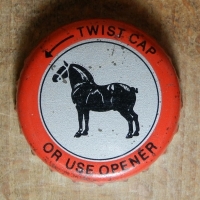 TWIST CAP
OR USE OPENER